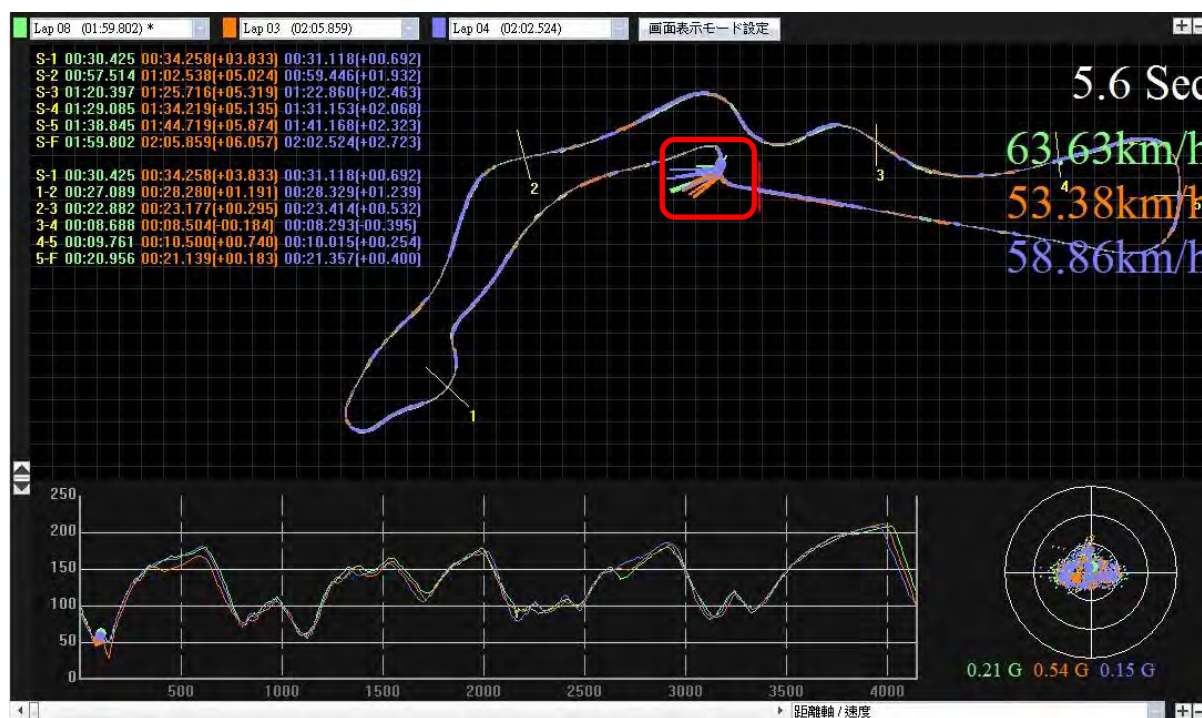 Lap 08 (01:59.802) * Lap 03 (02:05.859) Lap 04 (02:02.524) 画面表示モード設定
S-1 00:30.425 00:34.258(+03.833) 00:31.118(+00.692)
S-2 00:57.514 01:02.538(+05.024) 00:59.446(+01.932)
S-3 01:20.397 01:25.716(+05.319) 01:22.860(+02.463)
S-4 01:29.085 01:34.219(+05.135) 01:31.153(+02.068)
S-5 01:38.845 01:44.719(+05.874) 01:41.168(+02.323)
S-F 01:59.802 02:05.859(+06.057) 02:02.524(+02.723)
S-1 00:30.425 00:34.258(+03.833) 00:31.118(+00.692)
1-2 00:27.089 00:28.280(+01.191) 00:28.329(+01.239)
2-3 00:22.882 00:23.177(+00.295) 00:23.414(+00.532)
3-4 00:08.688 00:08.504(-00.184) 00:08.293(-00.395)
4-5 00:09.761 00:10.500(+00.740) 00:10.015(+00.254)
5-F 00:20.956 00:21.139(+00.183) 00:21.357(+00.400)
5.6 Sec
63.63km/h
53.38km/h
58.86km/h
2
3
4
5
1
250
200
150
100
50
0
500 1000 1500 2000 2500 3000 3500 4000
0.21 G 0.54 G 0.15 G
距離軸 / 速度